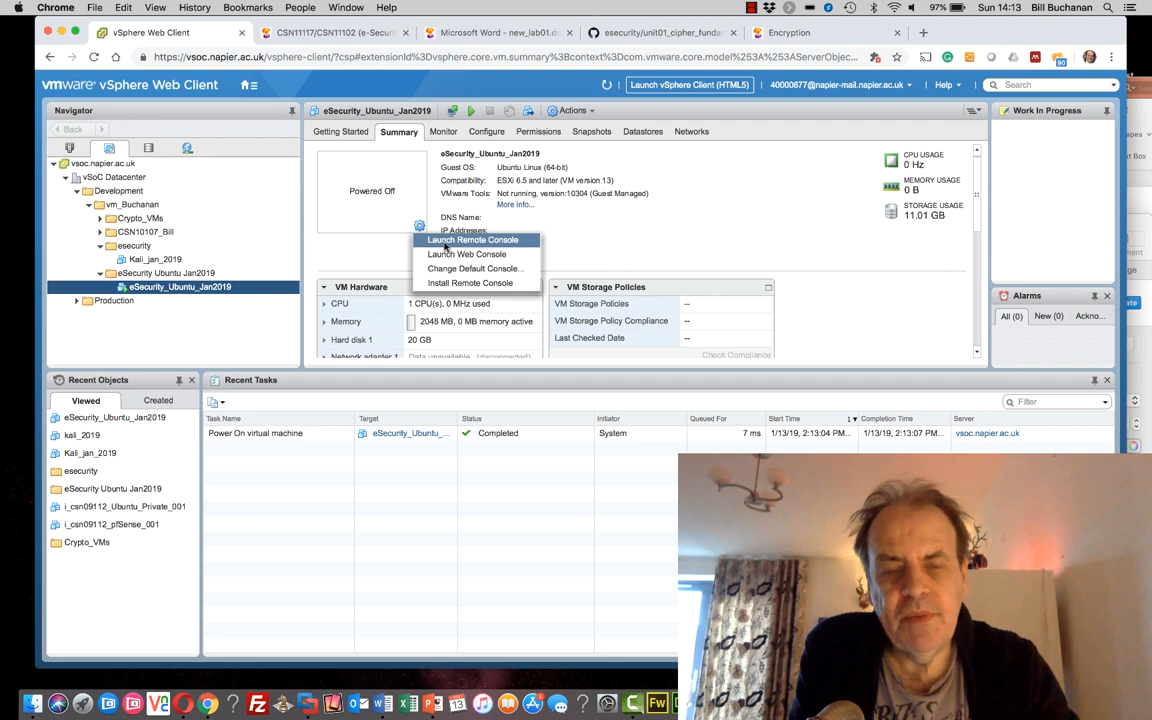 Chrome File Edit View History Bookmarks People Window Help
97% Sun 14:13 Bill Buchanan
vSphere Web Client
CSN11117/CSN11102 (e-Securi
Microsoft Word - new_lab01.d
esecurity/unit01_cipher_funda
Encryption
https://vsoc.napier.ac.uk/vsphere-client/?csp#extensionId%3Dvsphere.core.vm.summary%3Bcontext%3Dcom.vmware.core.model%253A%253AServerObjec...
vmware vSphere Web Client
Launch vSphere Client (HTML5)
40000677@napier-mail.napier.ac.uk
Help
Search
Navigator
Back
vsoc.napier.ac.uk
vSoC Datacenter
Development
vm_Buchanan
Crypto_VMs
CSN10107_Bill
esecurity
Kali_jan_2019
eSecurity Ubuntu Jan2019
eSecurity_Ubuntu_Jan2019
Production
eSecurity_Ubuntu_Jan2019
Actions
Getting Started Summary Monitor Configure Permissions Snapshots Datastores Networks
Powered Off
eSecurity_Ubuntu_Jan2019
Guest OS: Ubuntu Linux (64-bit)
Compatibility: ESXi 6.5 and later (VM version 13)
VMware Tools: Not running, version:10304 (Guest Managed)
More info...
DNS Name:
IP Addresses:
CPU USAGE
0 Hz
MEMORY USAGE
0 B
STORAGE USAGE
11.01 GB
Launch Remote Console
Launch Web Console
Change Default Console...
Install Remote Console
VM Hardware
CPU 1 CPU(s), 0 MHz used
Memory 2048 MB, 0 MB memory active
Hard disk 1 20 GB
Network adapter 1 Data unavailable (disconnected)
VM Storage Policies
VM Storage Policies --
VM Storage Policy Compliance --
Last Checked Date --
Check Compliance
Work In Progress
Alarms
All (0) New (0) Ackno...
Recent Objects
Viewed Created
eSecurity_Ubuntu_Jan2019
kali_2019
Kali_jan_2019
esecurity
eSecurity Ubuntu Jan2019
i_csn09112_Ubuntu_Private_001
i_csn09112_pfSense_001
Crypto_VMs
Recent Tasks
Filter
Task Name Target Status Initiator Queued For Start Time 1 Completion Time Server
Power On virtual machine eSecurity_Ubuntu_... Completed System 7 ms 1/13/19, 2:13:04 PM... 1/13/19, 2:13:07 PM... vsoc.napier.ac.uk